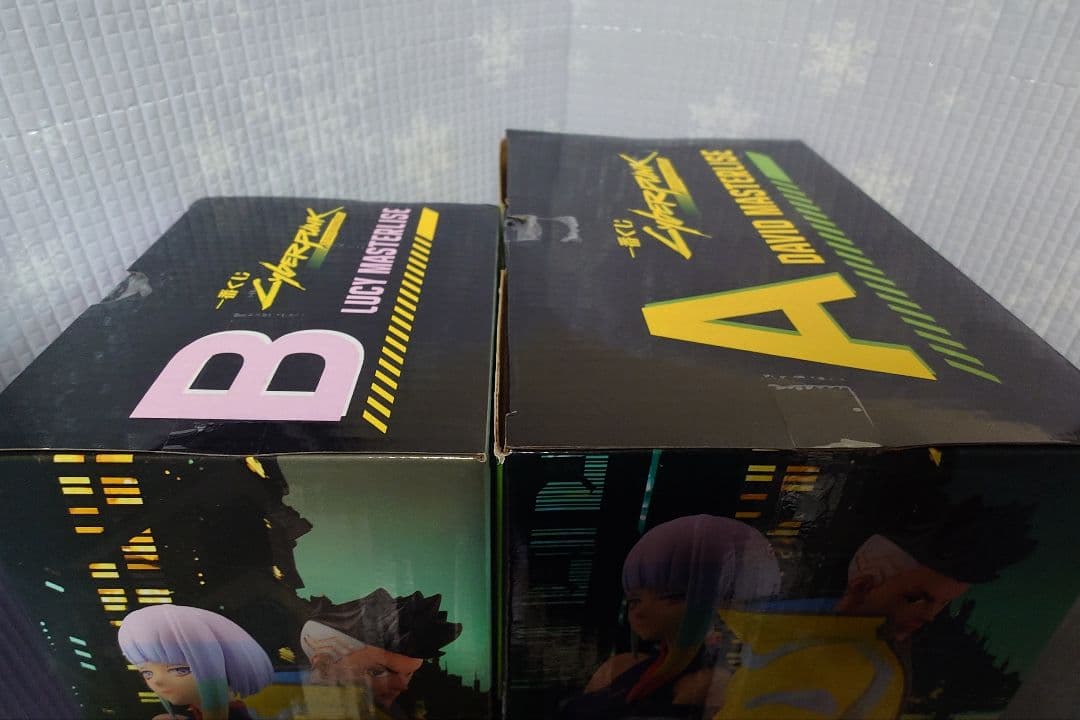 一番くじ
CYBERPUNK
B
LUCY MASTERLISE
一番くじ
CYBERPUNK
A
DAVID MASTERLISE